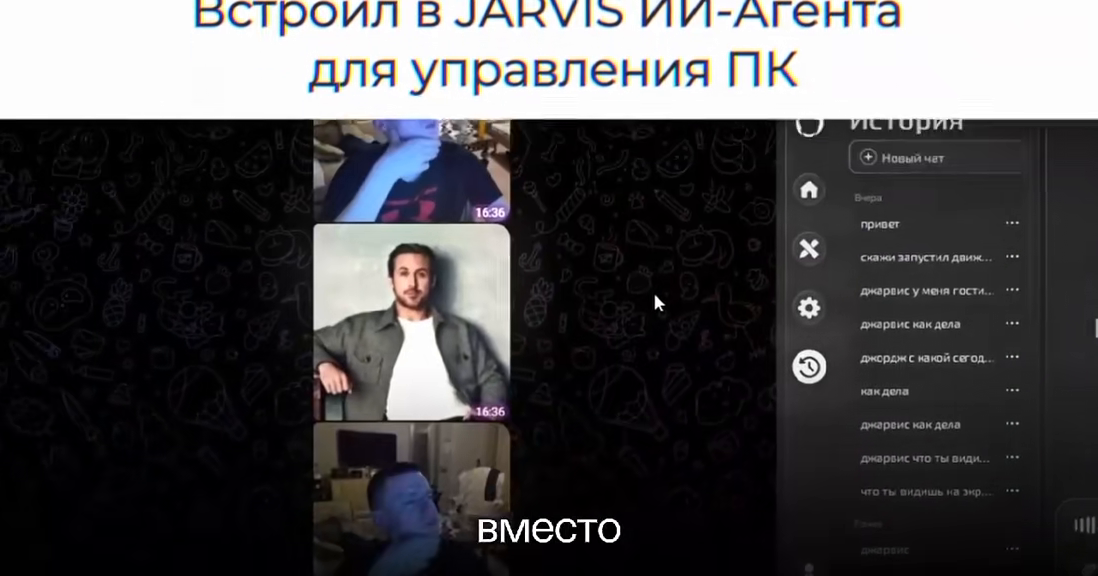 Встроил в JARVIS ИИ-Агента
для управления ПК
История
Новый чат
Вчера
привет
скажи запустил движ...
джарвис у меня гости...
джарвис как дела
джордж с какой сегод...
как дела
джарвис как дела
джарвис что ты види...
что ты видишь на экр...
Ранее
джарвис
16:36
16:36
вместо